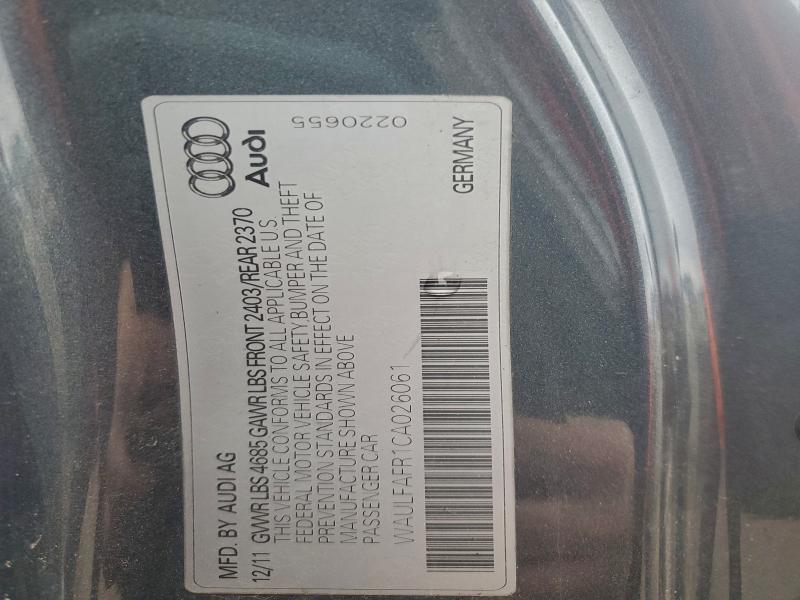 MFD. BY AUDI AG
12/11 GVWR LBS 4685 GAWR LBS FRONT 2403/REAR 2370
THIS VEHICLE CONFORMS TO ALL APPLICABLE U.S.
FEDERAL MOTOR VEHICLE SAFETY BUMPER AND THEFT
PREVENTION STANDARDS IN EFFECT ON THE DATE OF
MANUFACTURE SHOWN ABOVE
PASSENGER CAR
WAULFAFR1CA026061
Audi
0220655
GERMANY